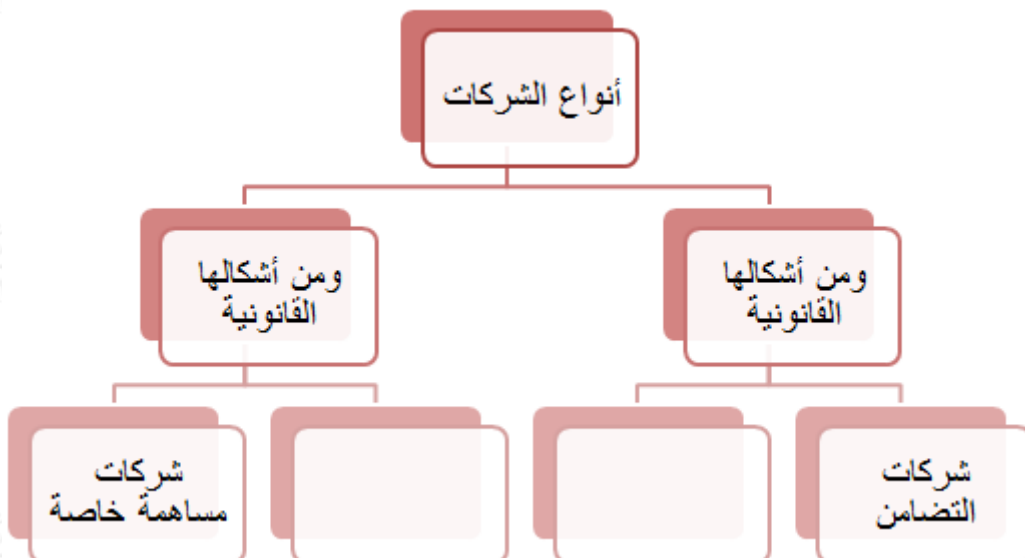 أنواع الشركات
ومن أشكالها
القانونية
ومن أشكالها
القانونية
شركات
التضامن
شركات
مساهمة خاصة